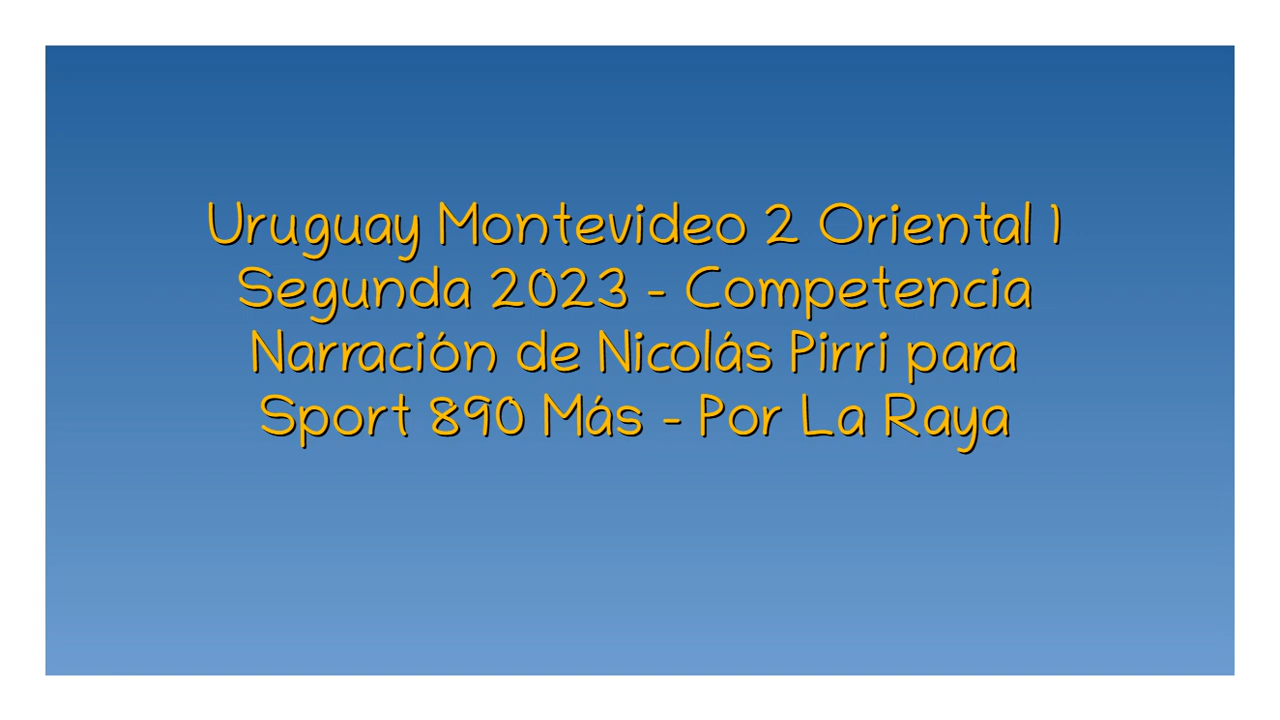 Uruguay Montevideo 2 Oriental 1
Segunda 2023 - Competencia
Narración de Nicolás Pirri para
Sport 890 Más - Por La Raya